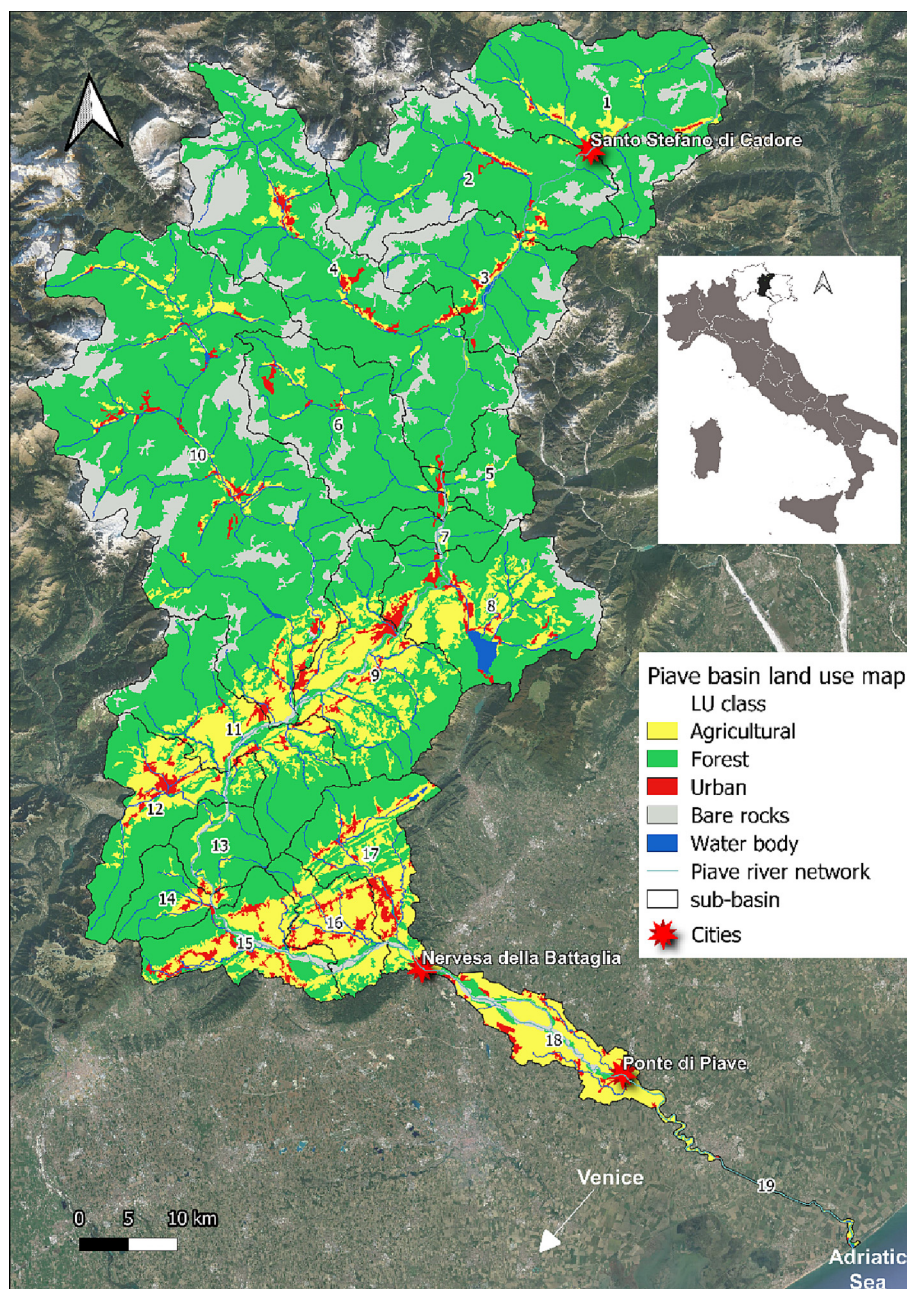 1
Santo Stefano di Cadore
2
3
4
6
10
5
7
8
9
Piave basin land use map
LU class
Agricultural
Forest
Urban
Bare rocks
Water body
Piave river network
sub-basin
Cities
11
12
13
17
14
16
15
Nervesa della Battaglia
18
Ponte di Piave
Venice
19
0 5 10 km
Adriatic
Sea